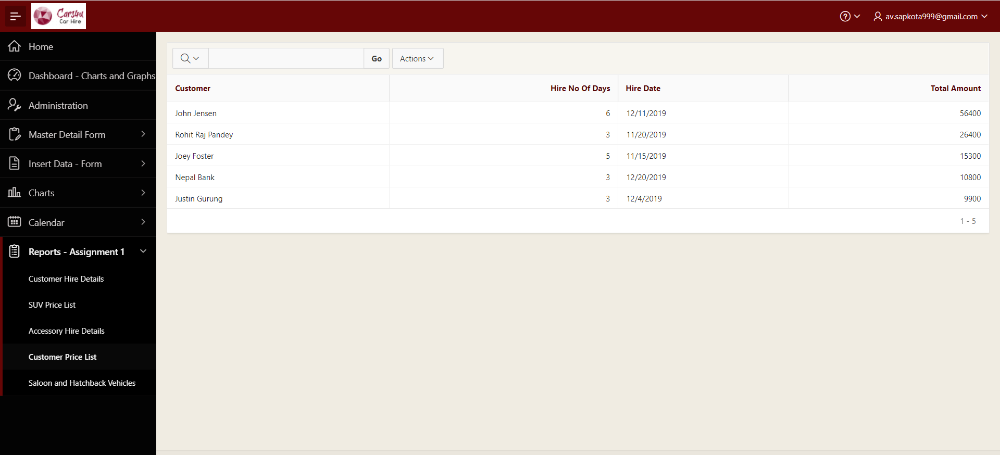 Cars4u
Car Hire
av.sapkota999@gmail.com
Home
Dashboard - Charts and Graphs
Administration
Master Detail Form
Insert Data - Form
Charts
Calendar
Reports - Assignment 1
Customer Hire Details
SUV Price List
Accessory Hire Details
Customer Price List
Saloon and Hatchback Vehicles
Go Actions
Customer Hire No Of Days Hire Date Total Amount
John Jensen 6 12/11/2019 56400
Rohit Raj Pandey 3 11/20/2019 26400
Joey Foster 5 11/15/2019 15300
Nepal Bank 3 12/20/2019 10800
Justin Gurung 3 12/4/2019 9900
1 - 5